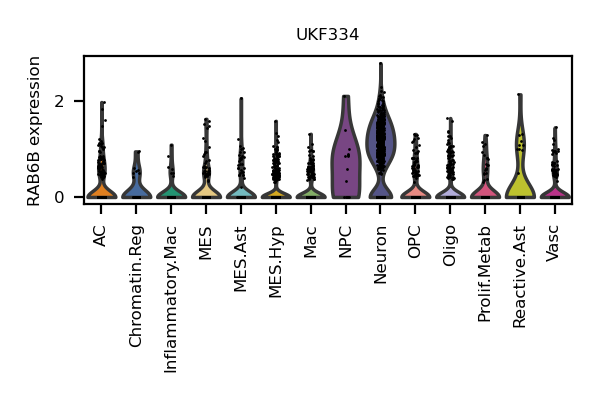 UKF334
RAB6B expression
2
0
AC
Chromatin.Reg
Inflammatory.Mac
MES
MES.Ast
MES.Hyp
Mac
NPC
Neuron
OPC
Oligo
Prolif.Metab
Reactive.Ast
Vasc